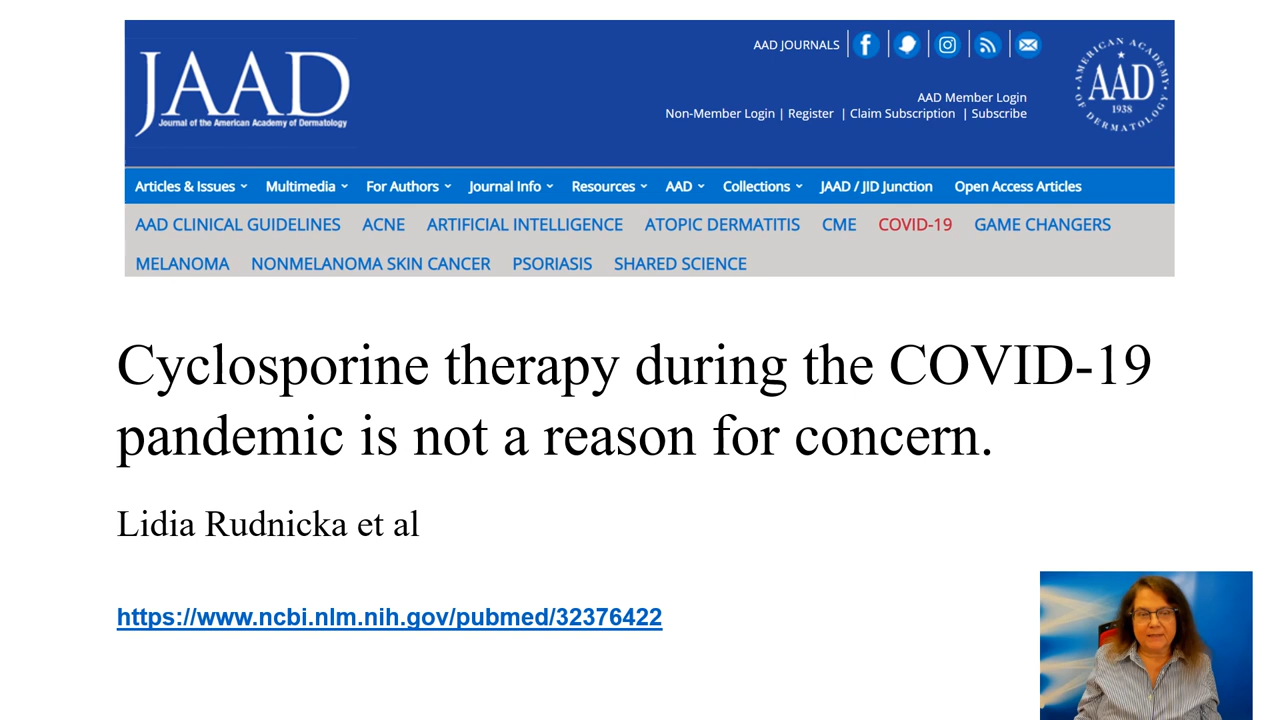 AAD JOURNALS
JAAD
Journal of the American Academy of Dermatology
AAD Member Login
Non-Member Login | Register | Claim Subscription | Subscribe
AMERICAN ACADEMY OF DERMATOLOGY
AAD
1938
Articles & Issues Multimedia For Authors Journal Info Resources AAD Collections JAAD / JID Junction Open Access Articles
AAD CLINICAL GUIDELINES ACNE ARTIFICIAL INTELLIGENCE ATOPIC DERMATITIS CME COVID-19 GAME CHANGERS
MELANOMA NONMELANOMA SKIN CANCER PSORIASIS SHARED SCIENCE
Cyclosporine therapy during the COVID-19
pandemic is not a reason for concern.
Lidia Rudnicka et al
https://www.ncbi.nlm.nih.gov/pubmed/32376422